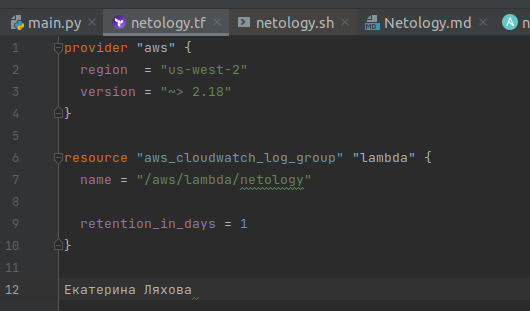 main.py netology.tf netology.sh Netology.md
1 provider "aws" {
2 region = "us-west-2"
3 version = "~> 2.18"
4 }
5
6 resource "aws_cloudwatch_log_group" "lambda" {
7 name = "/aws/lambda/netology"
8
9 retention_in_days = 1
10 }
11
12 Екатерина Ляхова